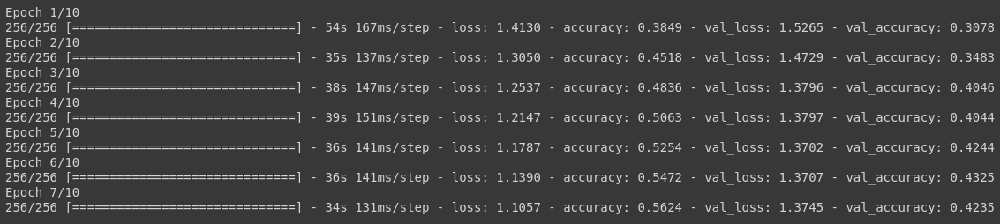 Epoch 1/10
256/256 [==============================] - 54s 167ms/step - loss: 1.4130 - accuracy: 0.3849 - val_loss: 1.5265 - val_accuracy: 0.3078
Epoch 2/10
256/256 [==============================] - 35s 137ms/step - loss: 1.3050 - accuracy: 0.4518 - val_loss: 1.4729 - val_accuracy: 0.3483
Epoch 3/10
256/256 [==============================] - 38s 147ms/step - loss: 1.2537 - accuracy: 0.4836 - val_loss: 1.3796 - val_accuracy: 0.4046
Epoch 4/10
256/256 [==============================] - 39s 151ms/step - loss: 1.2147 - accuracy: 0.5063 - val_loss: 1.3797 - val_accuracy: 0.4044
Epoch 5/10
256/256 [==============================] - 36s 141ms/step - loss: 1.1787 - accuracy: 0.5254 - val_loss: 1.3702 - val_accuracy: 0.4244
Epoch 6/10
256/256 [==============================] - 36s 141ms/step - loss: 1.1390 - accuracy: 0.5472 - val_loss: 1.3707 - val_accuracy: 0.4325
Epoch 7/10
256/256 [==============================] - 34s 131ms/step - loss: 1.1057 - accuracy: 0.5624 - val_loss: 1.3745 - val_accuracy: 0.4235